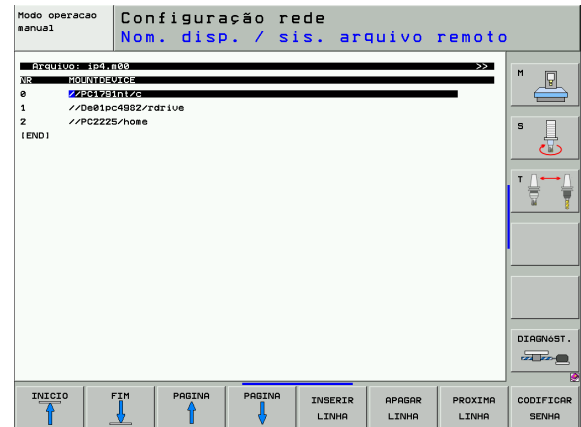 Modo operacao
manual
Configuração rede
Nom. disp. / sis. arquivo remoto
Arquivo: ip4.m00 >>
NR MOUNTDEVICE
0 //PC1791nt/c
1 //De01pc4982/rdrive
2 //PC2225/home
[END]
M
S
T
DIAGNóST.
INICIO
FIM
PAGINA
PAGINA
INSERIR
LINHA
APAGAR
LINHA
PROXIMA
LINHA
CODIFICAR
SENHA